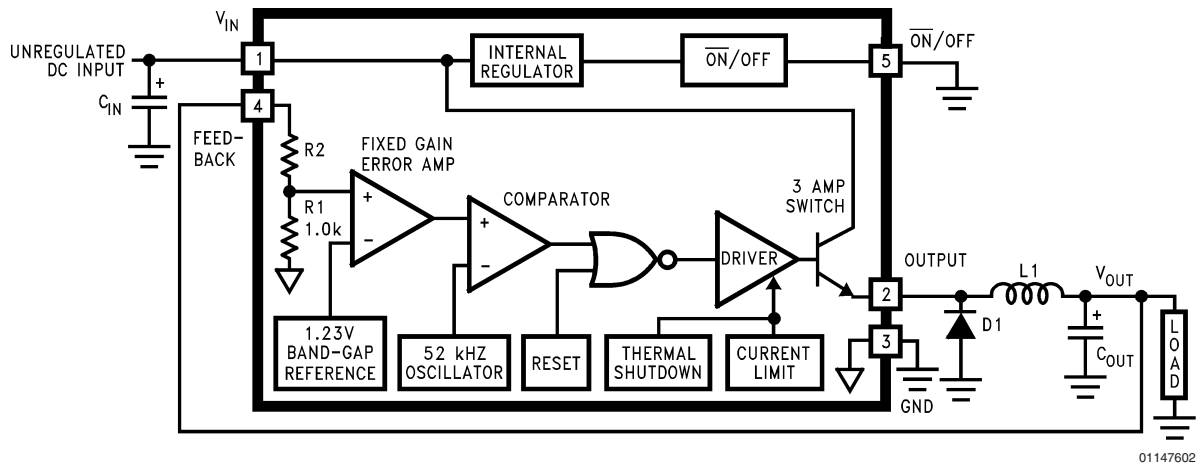 V_IN
UNREGULATED
DC INPUT
+
C_IN
1
4
FEED-
BACK
INTERNAL
REGULATOR
O̅N̅/OFF
5
O̅N̅/OFF
R2
R1
1.0k
FIXED GAIN
ERROR AMP
+
−
COMPARATOR
+
−
3 AMP
SWITCH
DRIVER
1.23V
BAND-GAP
REFERENCE
52 kHZ
OSCILLATOR
RESET
THERMAL
SHUTDOWN
CURRENT
LIMIT
OUTPUT
2
3
GND
D1
L1
V_OUT
+
C_OUT
LOAD
01147602